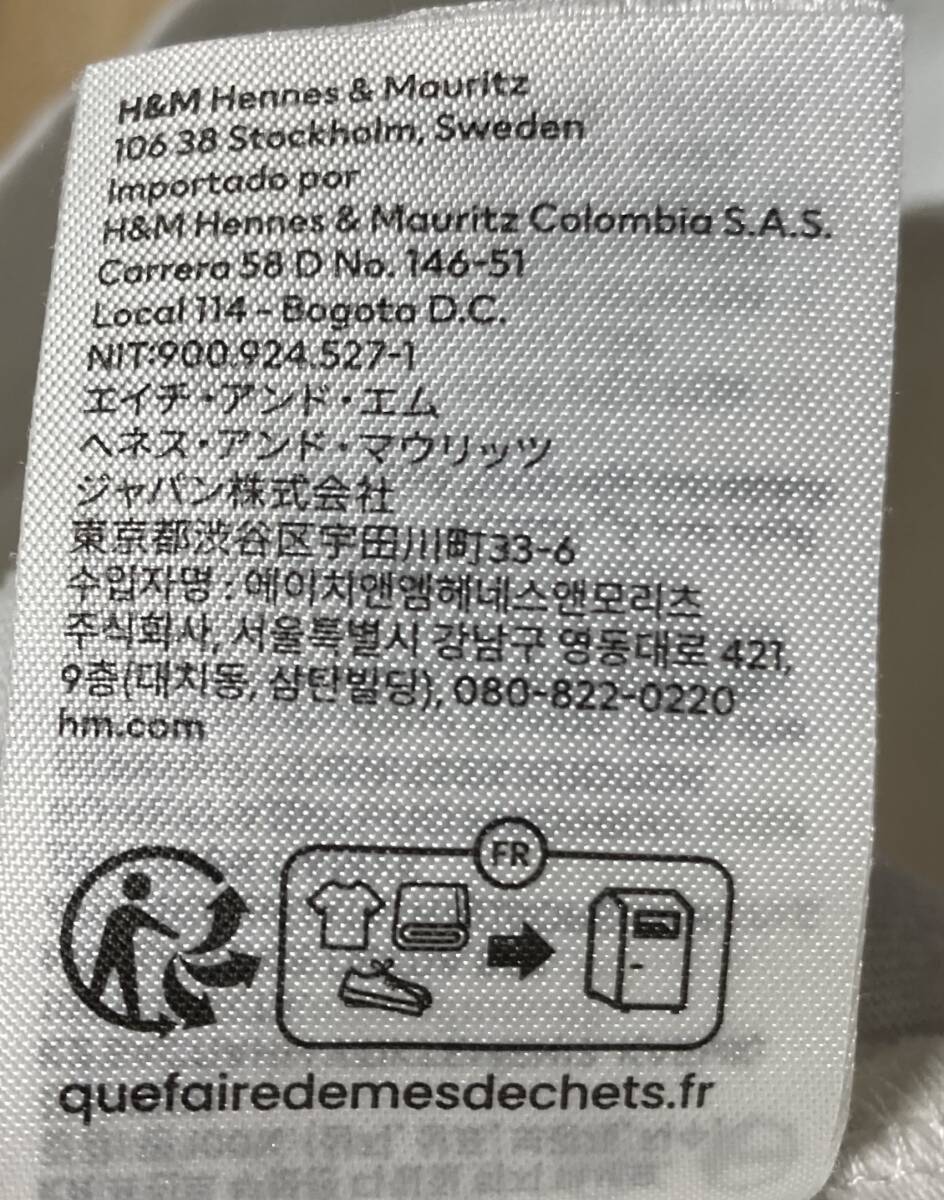 H&M Hennes & Mauritz
106 38 Stockholm, Sweden
Importado por
H&M Hennes & Mauritz Colombia S.A.S.
Carrera 58 D No. 146-51
Local 114 - Bogota D.C.
NIT:900.924.527-1
エイチ・アンド・エム
ヘネス・アンド・マウリッツ
ジャパン株式会社
東京都渋谷区宇田川町33-6
수입자명 : 에이치앤엠헤네스앤모리츠
주식회사, 서울특별시 강남구 영동대로 421,
9층(대치동, 삼탄빌딩), 080-822-0220
hm.com
FR
quefairedemesdechets.fr